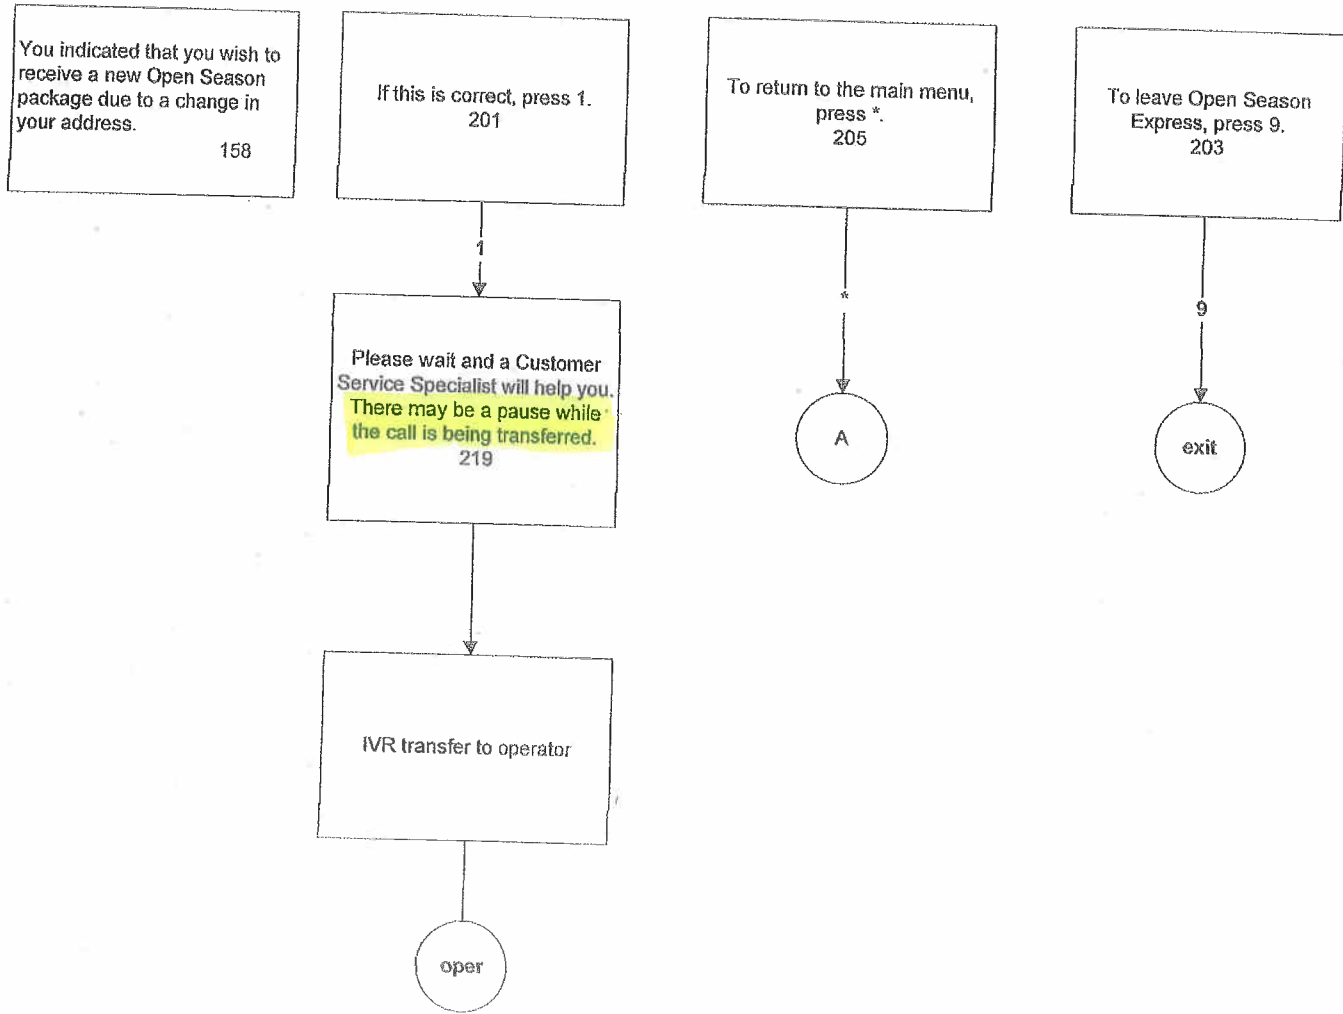 You indicated that you wish to
receive a new Open Season
package due to a change in
your address.
158
If this is correct, press 1.
201
To return to the main menu,
press *.
205
To leave Open Season
Express, press 9.
203
1
*
9
Please wait and a Customer
Service Specialist will help you.
There may be a pause while
the call is being transferred.
219
A
exit
IVR transfer to operator
oper